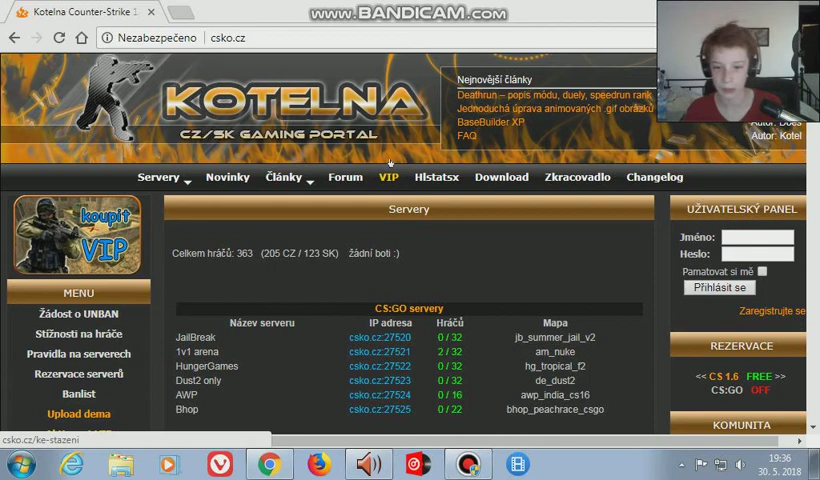 Kotelna Counter-Strike 1
WWW.BANDICAM.COM
Nezabezpečeno csko.cz
KOTELNA
CZ/SK GAMING PORTAL
Nejnovější články
Deathrun – popis módu, duely, speedrun rank
Jednoduchá úprava animovaných .gif obrázků
BaseBuilder XP
FAQ
Autor: Kotel
Servery Novinky Články Forum VIP Hlstatsx Download Zkracovadlo Changelog
koupit
VIP
MENU
Žádost o UNBAN
Stížnosti na hráče
Pravidla na serverech
Rezervace serverů
Banlist
Upload dema
Servery
Celkem hráčů: 363 (205 CZ / 123 SK) žádní boti :)
CS:GO servery
Název serveru IP adresa Hráčů Mapa
JailBreak csko.cz:27520 0 / 32 jb_summer_jail_v2
1v1 arena csko.cz:27521 2 / 32 am_nuke
HungerGames csko.cz:27522 0 / 32 hg_tropical_f2
Dust2 only csko.cz:27523 0 / 32 de_dust2
AWP csko.cz:27524 0 / 16 awp_india_cs6
Bhop csko.cz:27525 0 / 22 bhop_peachrace_csgo
UŽIVATELSKÝ PANEL
Jméno:
Heslo:
Pamatovat si mě
Přihlásit se
Zaregistrujte se
REZERVACE
<< CS 1.6 FREE >>
CS:GO OFF
KOMUNITA
csko.cz/ke-stazeni
19:36
30. 5. 2018